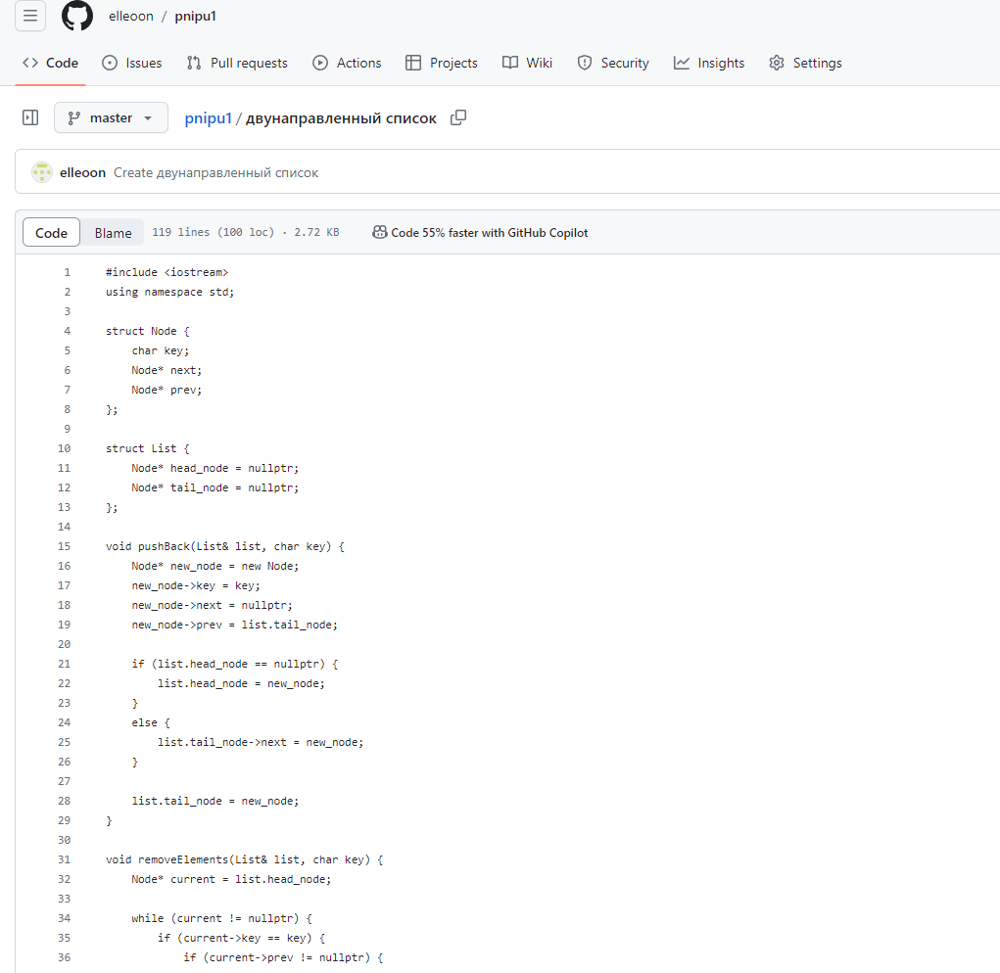 elleoon / pnipu1
Code Issues Pull requests Actions Projects Wiki Security Insights Settings
master pnipu1 / двунаправленный список
elleoon Create двунаправленный список
Code Blame 119 lines (100 loc) · 2.72 KB Code 55% faster with GitHub Copilot
1 #include <iostream>
2 using namespace std;
3
4 struct Node {
5     char key;
6     Node* next;
7     Node* prev;
8 };
9
10 struct List {
11     Node* head_node = nullptr;
12     Node* tail_node = nullptr;
13 };
14
15 void pushBack(List& list, char key) {
16     Node* new_node = new Node;
17     new_node->key = key;
18     new_node->next = nullptr;
19     new_node->prev = list.tail_node;
20
21     if (list.head_node == nullptr) {
22         list.head_node = new_node;
23     }
24     else {
25         list.tail_node->next = new_node;
26     }
27
28     list.tail_node = new_node;
29 }
30
31 void removeElements(List& list, char key) {
32     Node* current = list.head_node;
33
34     while (current != nullptr) {
35         if (current->key == key) {
36             if (current->prev != nullptr) {